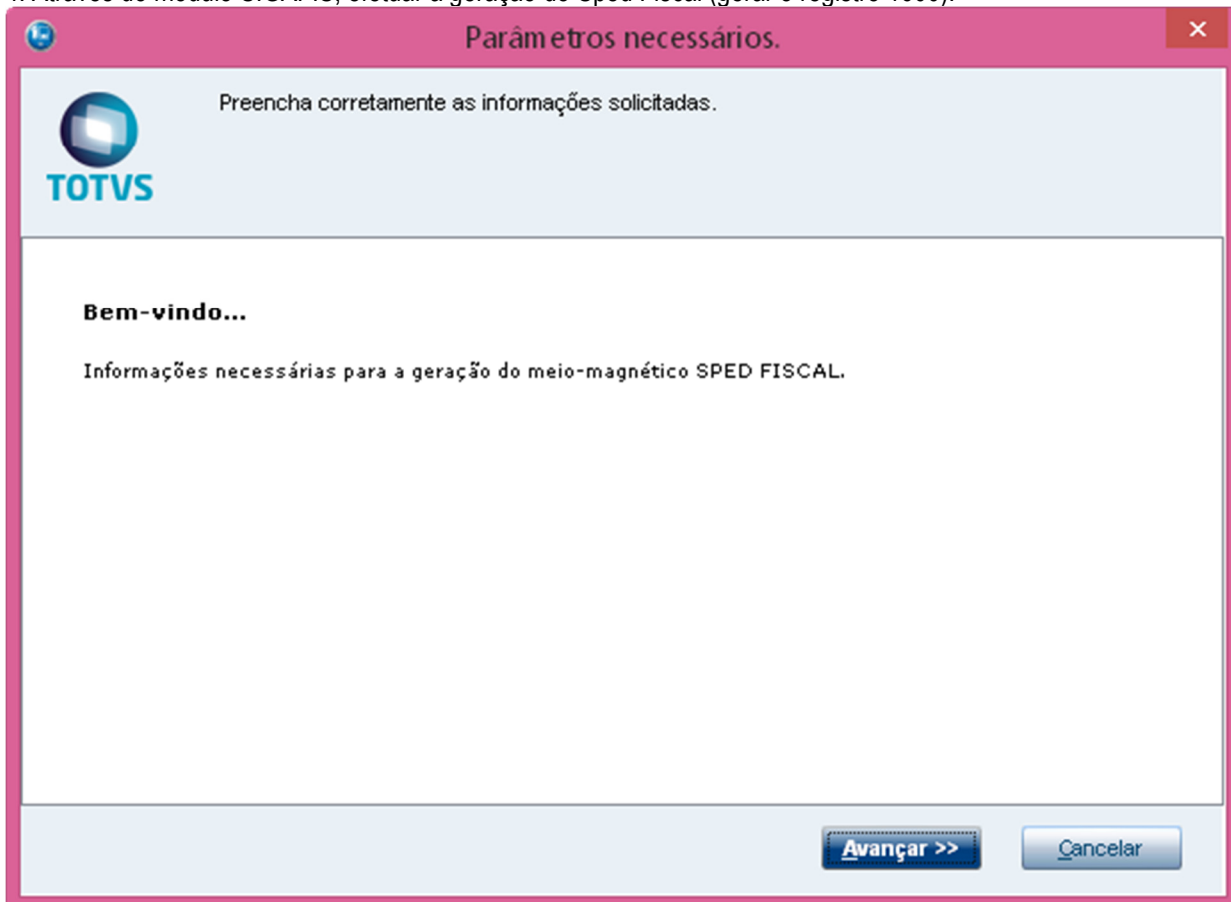 Parâmetros necessários.
Preencha corretamente as informações solicitadas.
TOTVS
Bem-vindo...
Informações necessárias para a geração do meio-magnético SPED FISCAL.
Avançar >>
Cancelar